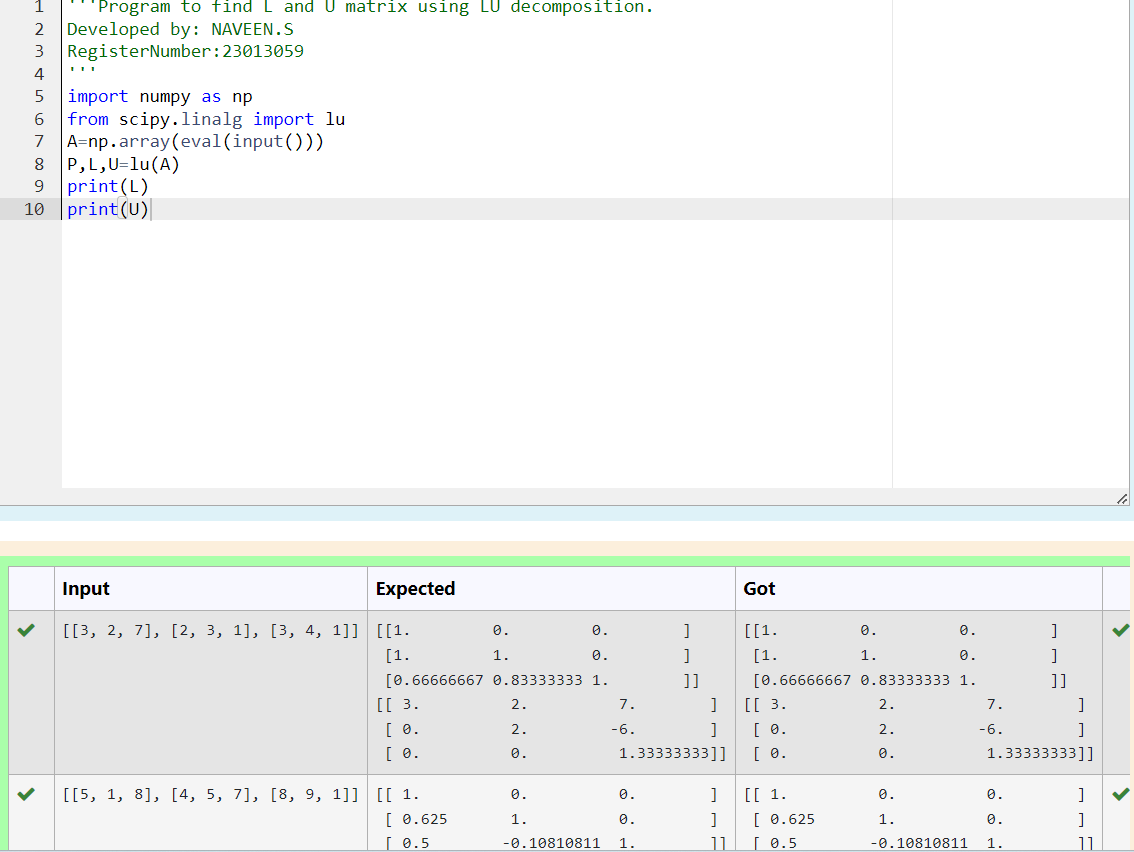 1 '''Program to find L and U matrix using LU decomposition.
2 Developed by: NAVEEN.S
3 RegisterNumber:23013059
4 '''
5 import numpy as np
6 from scipy.linalg import lu
7 A=np.array(eval(input()))
8 P,L,U=lu(A)
9 print(L)
10 print(U)
Input Expected Got
[[3, 2, 7], [2, 3, 1], [3, 4, 1]] [[1. 0. 0. ] [[1. 0. 0. ]
[1. 1. 0. ] [1. 1. 0. ]
[0.66666667 0.83333333 1. ]] [0.66666667 0.83333333 1. ]]
[[ 3. 2. 7. ] [[ 3. 2. 7. ]
[ 0. 2. -6. ] [ 0. 2. -6. ]
[ 0. 0. 1.33333333]] [ 0. 0. 1.33333333]]
[[5, 1, 8], [4, 5, 7], [8, 9, 1]] [[ 1. 0. 0. ] [[ 1. 0. 0. ]
[ 0.625 1. 0. ] [ 0.625 1. 0. ]
[ 0.5 -0.10810811 1. ]] [ 0.5 -0.10810811 1. ]]